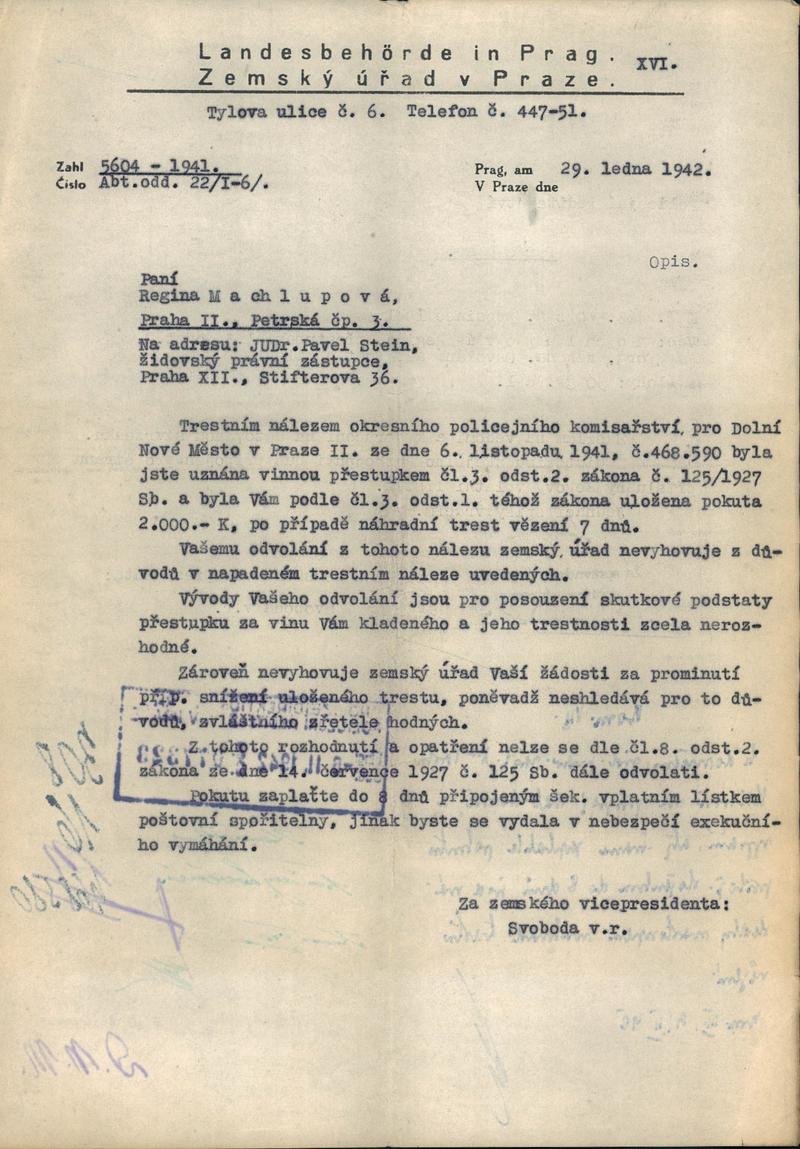 Landesbehörde in Prag.
Zemský úřad v Praze. XVI.
Tylova ulice č. 6. Telefon č. 447-51.
Zahl 5604 - 1941.
Číslo Abt.odd. 22/I-6/.
Prag, am 29. ledna 1942.
V Praze dne
Opis.
Paní
Regina M a c h l u p o v á,
Praha II., Petrská čp. 3.
Na adresu: JUDr.Pavel Stein,
židovský právní zástupce,
Praha XII., Stifterova 36.
Trestním nálezem okresního policejního komisařství pro Dolní
Nové Město v Praze II. ze dne 6. listopadu 1941, č.468.590 byla
jste uznána vinnou přestupkem čl.3. odst.2. zákona č. 125/1927
Sb. a byla Vám podle čl.3. odst.1. téhož zákona uložena pokuta
2.000.- K, po případě náhradní trest vězení 7 dnů.
Vašemu odvolání z tohoto nálezu zemský úřad nevyhovuje z dů-
vodů v napadeném trestním náleze uvedených.
Vývody Vašeho odvolání jsou pro posouzení skutkové podstaty
přestupku za vinu Vám kladeného a jeho trestnosti zcela neroz-
hodné.
Zároveň nevyhovuje zemský úřad Vaší žádosti za prominutí
příp. snížení uloženého trestu, poněvadž neshledává pro to dů-
vodů, zvláštního zřetele hodných.
Z tohoto rozhodnutí a opatření nelze se dle čl.8. odst.2.
zákona ze dne 14. července 1927 č. 125 Sb. dále odvolati.
Pokutu zaplaťte do 8 dnů připojeným šek. vplatním lístkem
poštovní spořitelny, jinak byste se vydala v nebezpečí exekuční-
ho vymáhání.
Za zemského vicepresidenta:
Svoboda v.r.